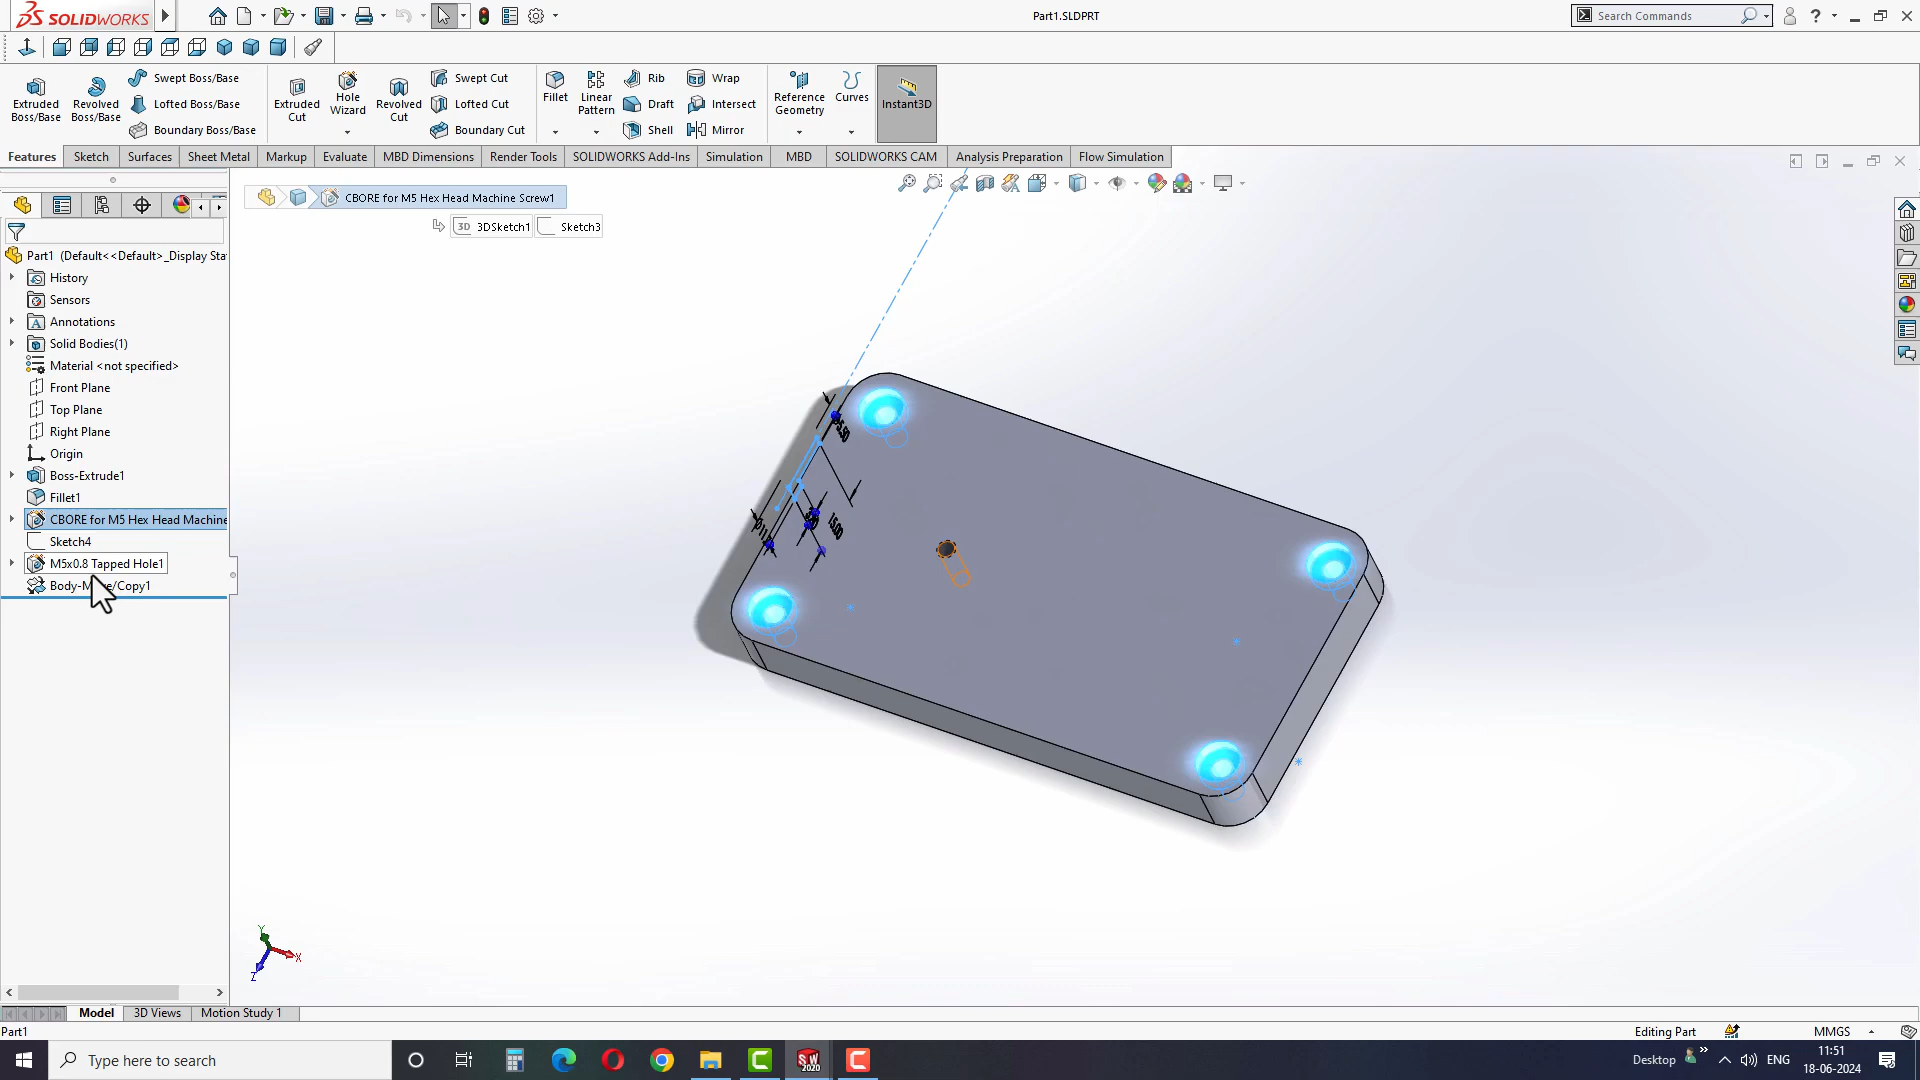 SOLIDWORKS
Part1.SLDPRT
Search Commands
Extruded Boss/Base
Revolved Boss/Base
Swept Boss/Base
Lofted Boss/Base
Boundary Boss/Base
Extruded Cut
Hole Wizard
Revolved Cut
Swept Cut
Lofted Cut
Boundary Cut
Fillet
Linear Pattern
Rib
Draft
Shell
Wrap
Intersect
Mirror
Reference Geometry
Curves
Instant3D
Features
Sketch
Surfaces
Sheet Metal
Markup
Evaluate
MBD Dimensions
Render Tools
SOLIDWORKS Add-Ins
Simulation
MBD
SOLIDWORKS CAM
Analysis Preparation
Flow Simulation
CBORE for M5 Hex Head Machine Screw1
3D 3DSketch1
Sketch3
Part1 (Default<<Default>_Display Sta
History
Sensors
Annotations
Solid Bodies(1)
Material <not specified>
Front Plane
Top Plane
Right Plane
Origin
Boss-Extrude1
Fillet1
CBORE for M5 Hex Head Machine
Sketch4
M5x0.8 Tapped Hole1
Body-M e/Copy1
15.00
Y
X
Z
Model
3D Views
Motion Study 1
Part1
Editing Part
MMGS
Type here to search
SW
2020
Desktop
ENG
11:51
18-06-2024